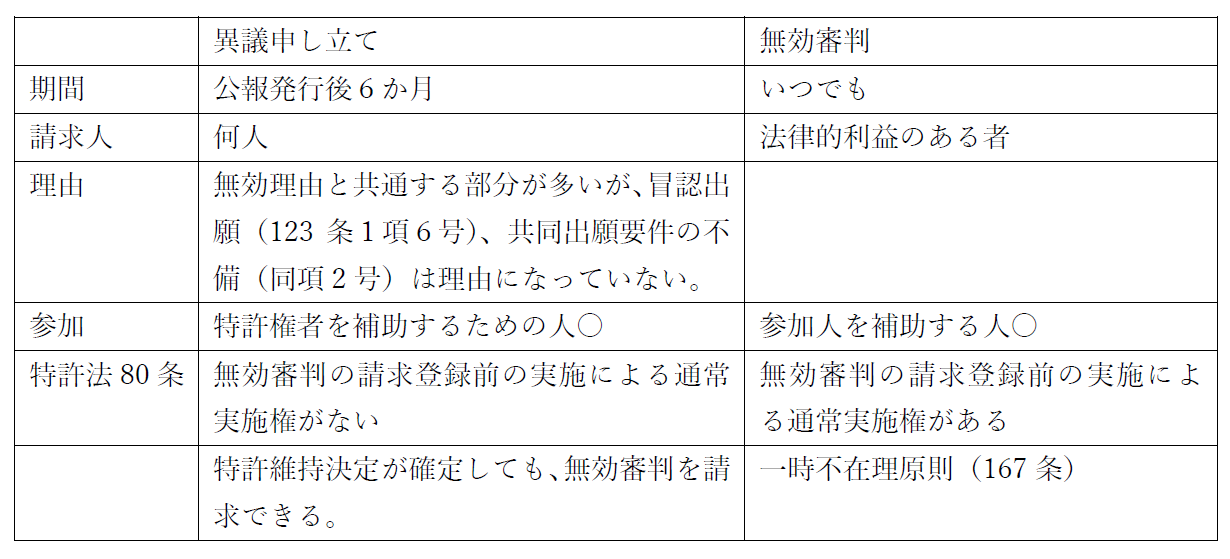 異議申し立て 無効審判
期間 公報発行後６か月 いつでも
請求人 何人 法律的利益のある者
理由 無効理由と共通する部分が多いが、冒認出
願（123 条１項６号）、共同出願要件の不
備（同項２号）は理由になっていない。
参加 特許権者を補助するための人〇 参加人を補助する人〇
特許法 80 条 無効審判の請求登録前の実施による通常 無効審判の請求登録前の実施によ
実施権がない る通常実施権がある
特許維持決定が確定しても、無効審判を請 一時不在理原則（167 条）
求できる。